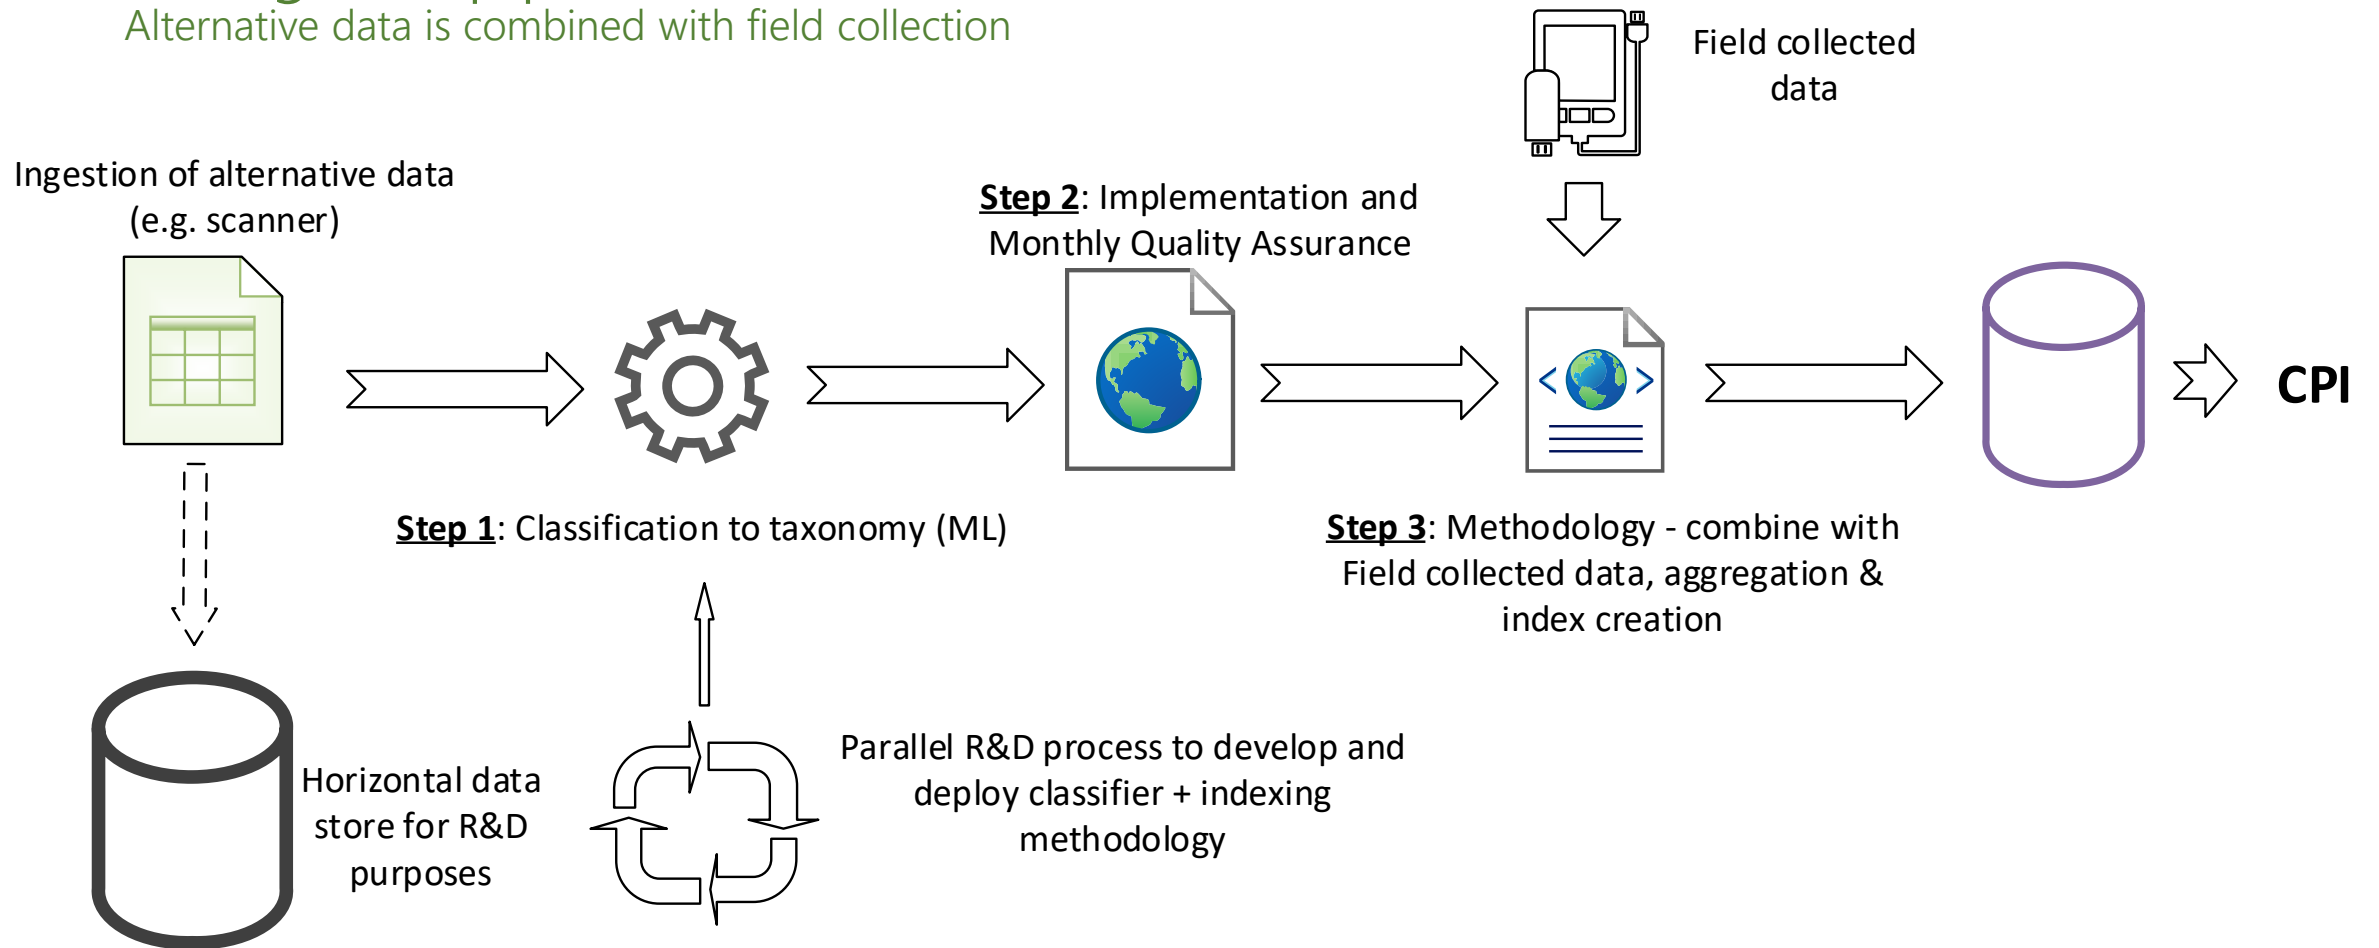 Alternative data is combined with field collection
Field collected
data
Ingestion of alternative data
(e.g. scanner)
Step 2: Implementation and
Monthly Quality Assurance
CPI
Step 1: Classification to taxonomy (ML)
Step 3: Methodology - combine with
Field collected data, aggregation &
index creation
Horizontal data
store for R&D
purposes
Parallel R&D process to develop and
deploy classifier + indexing
methodology